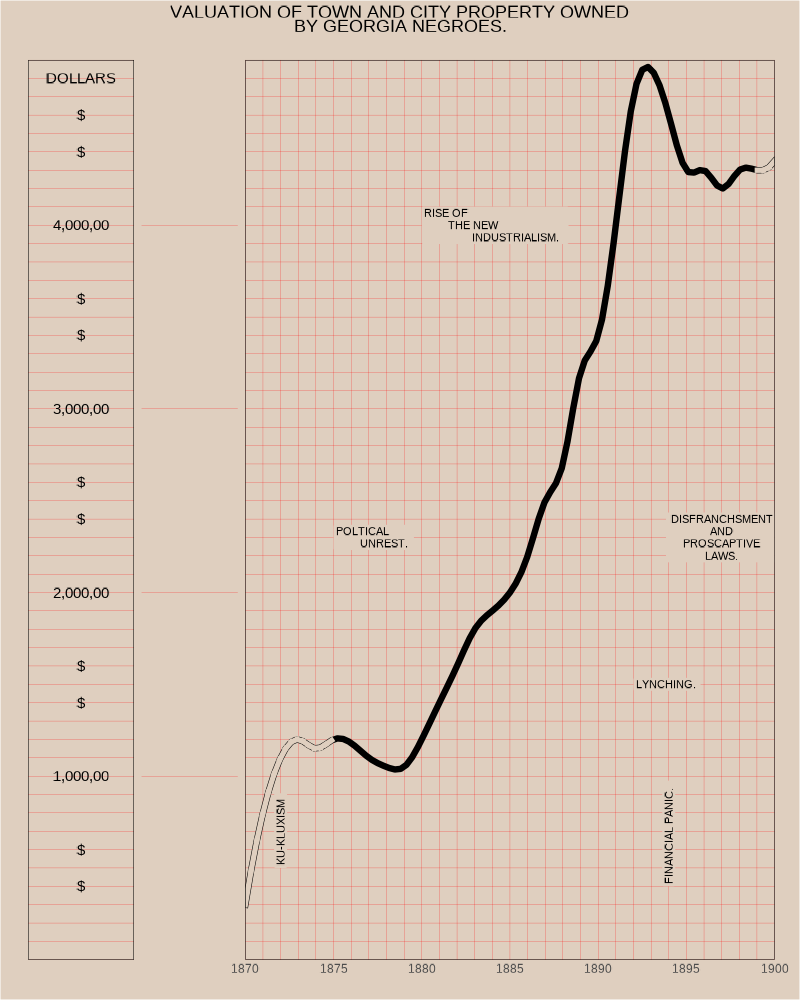 VALUATION OF TOWN AND CITY PROPERTY OWNED
BY GEORGIA NEGROES.
DOLLARS
$
$
4,000,00
$
$
3,000,00
$
$
2,000,00
$
$
1,000,00
$
$
RISE OF
THE NEW
INDUSTRIALISM.
POLTICAL
UNREST.
DISFRANCHSMENT
AND
PROSCAPTIVE
LAWS.
LYNCHING.
KU-KLUXISM
FINANCIAL PANIC.
1870 1875 1880 1885 1890 1895 1900